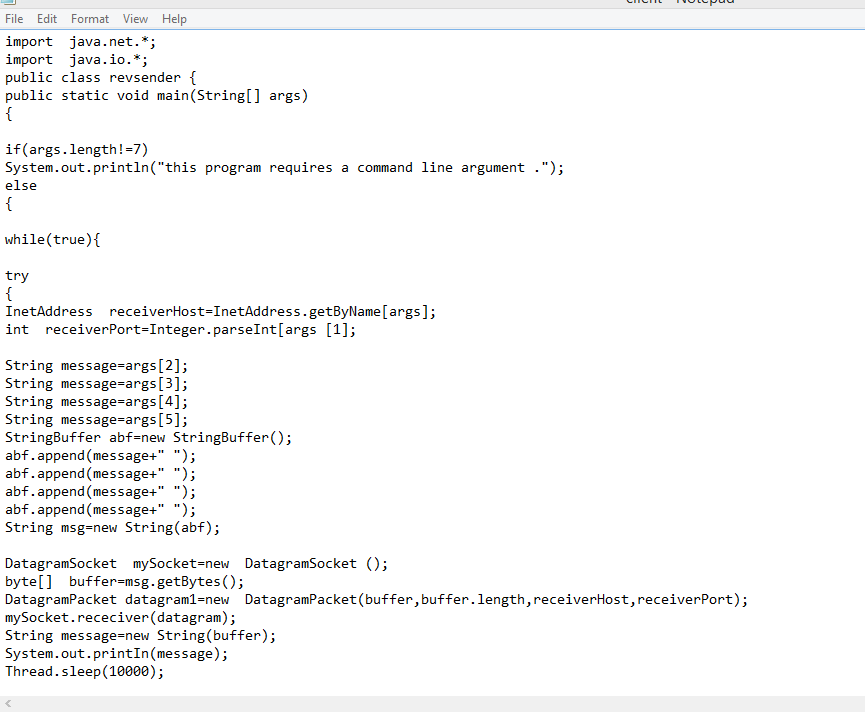 client - Notepad
File Edit Format View Help
import  java.net.*;
import  java.io.*;
public class revsender {
public static void main(String[] args)
{
if(args.length!=7)
System.out.println("this program requires a command line argument .");
else
{
while(true){
try
{
InetAddress  receiverHost=InetAddress.getByName[args];
int  receiverPort=Integer.parseInt[args [1];
String message=args[2];
String message=args[3];
String message=args[4];
String message=args[5];
StringBuffer abf=new StringBuffer();
abf.append(message+" ");
abf.append(message+" ");
abf.append(message+" ");
abf.append(message+" ");
String msg=new String(abf);
DatagramSocket  mySocket=new  DatagramSocket ();
byte[]  buffer=msg.getBytes();
DatagramPacket datagram1=new  DatagramPacket(buffer,buffer.length,receiverHost,receiverPort);
mySocket.receciver(datagram);
String message=new String(buffer);
System.out.printIn(message);
Thread.sleep(10000);